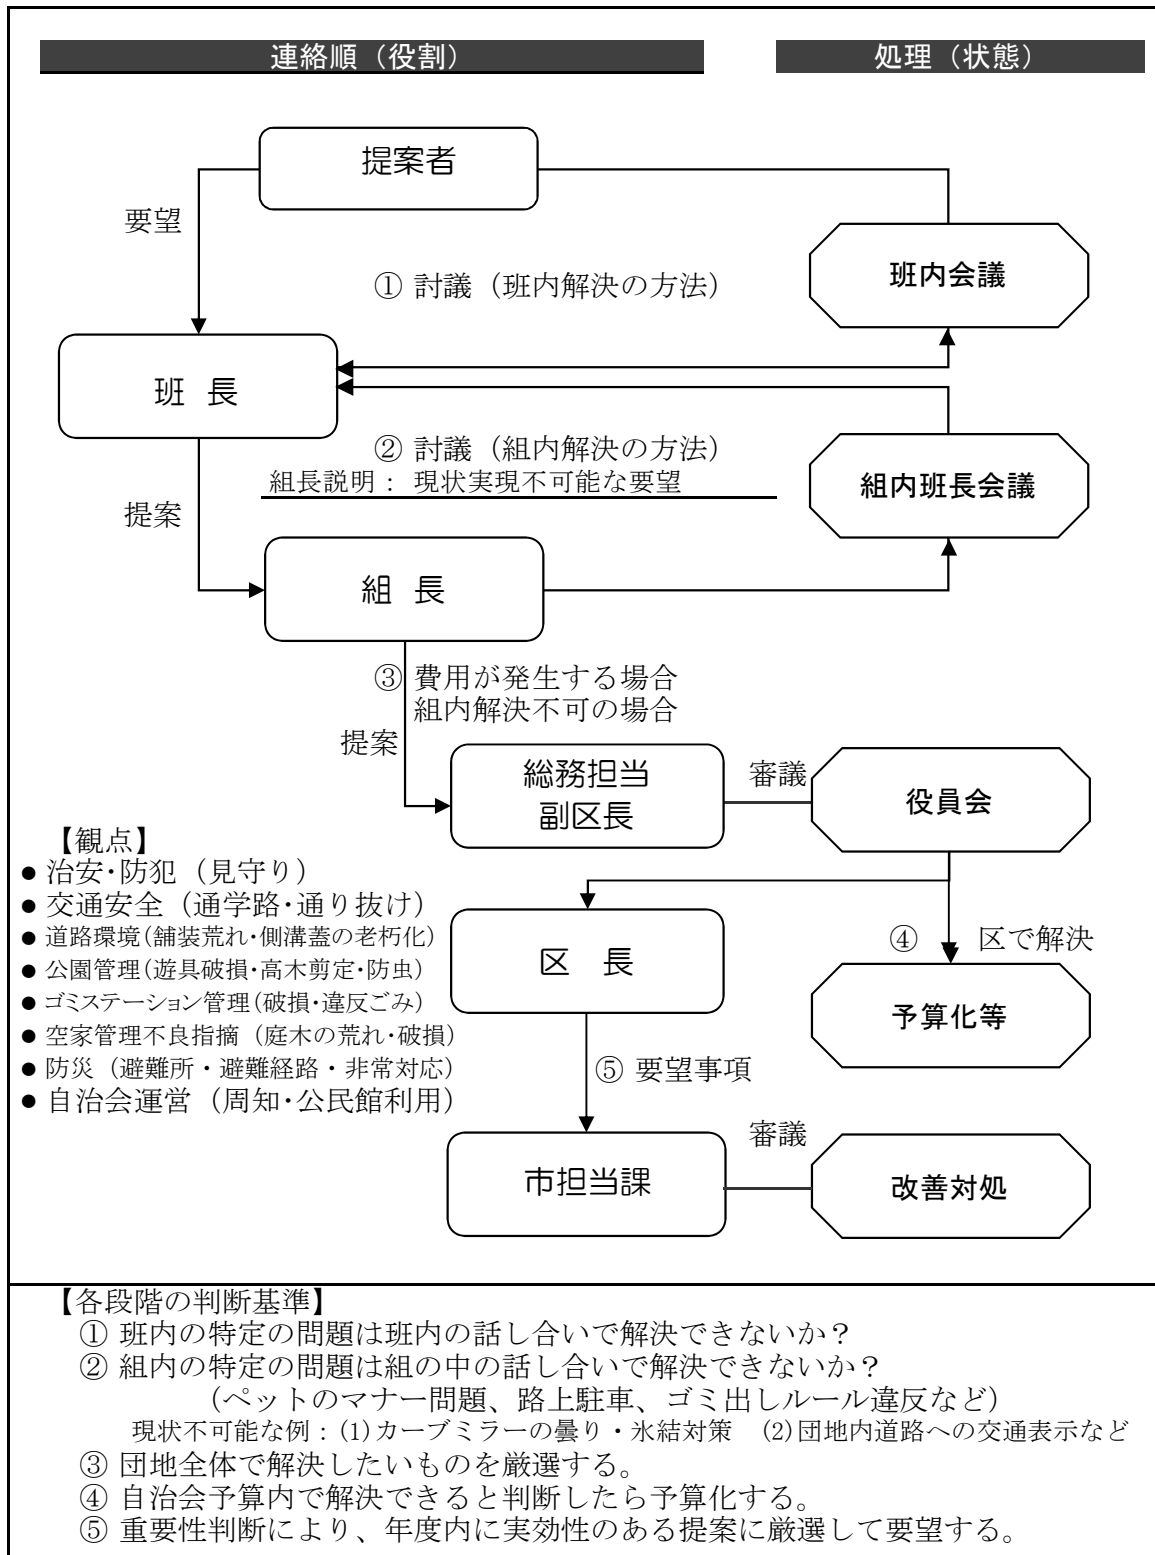 連絡順（役割）
処理（状態）
提案者
要望
班内会議
① 討議（班内解決の方法）
班 長
② 討議（組内解決の方法）
組長説明： 現状実現不可能な要望
組内班長会議
提案
組 長
③ 費用が発生する場合
組内解決不可の場合
提案
総務担当
副区長
審議
役員会
【観点】
● 治安･防犯（見守り）
● 交通安全（通学路･通り抜け）
● 道路環境(舗装荒れ･側溝蓋の老朽化)
● 公園管理(遊具破損･高木剪定･防虫)
● ゴミステーション管理(破損･違反ごみ)
● 空家管理不良指摘（庭木の荒れ･破損)
● 防災（避難所・避難経路・非常対応）
● 自治会運営（周知･公民館利用）
区 長
④ 区で解決
予算化等
⑤ 要望事項
市担当課
審議
改善対処
【各段階の判断基準】
① 班内の特定の問題は班内の話し合いで解決できないか？
② 組内の特定の問題は組の中の話し合いで解決できないか？
（ペットのマナー問題、路上駐車、ゴミ出しルール違反など）
現状不可能な例：(1)カーブミラーの曇り・氷結対策 (2)団地内道路への交通表示など
③ 団地全体で解決したいものを厳選する。
④ 自治会予算内で解決できると判断したら予算化する。
⑤ 重要性判断により、年度内に実効性のある提案に厳選して要望する。